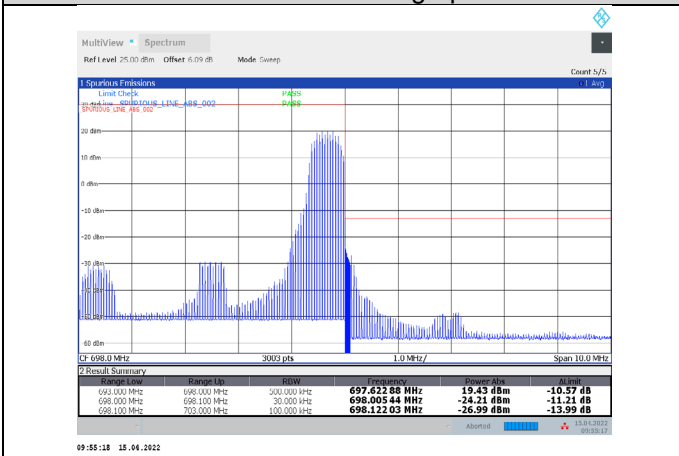 MultiView Spectrum
Ref Level 25.00 dBm Offset 6.09 dB Mode Sweep
Count 5/5
1 Spurious Emissions 1 Avg
Limit Check PASS
Line SPURIOUS_LINE_ABS_002 PASS
SPURIOUS_LINE_ABS_002
20 dBm
10 dBm
0 dBm
-10 dBm
-20 dBm
-30 dBm
CF 698.0 MHz 3003 pts 1.0 MHz/ Span 10.0 MHz
2 Result Summary
Range Low Range Up RBW Frequency Power Abs ΔLimit
693.000 MHz 698.000 MHz 500.000 kHz 697.622 88 MHz 19.43 dBm -10.57 dB
698.000 MHz 698.100 MHz 30.000 kHz 698.005 44 MHz -24.21 dBm -11.21 dB
698.100 MHz 703.000 MHz 100.000 kHz 698.122 03 MHz -26.99 dBm -13.99 dB
Aborted 15.04.2022
09:55:17
09:55:18 15.04.2022